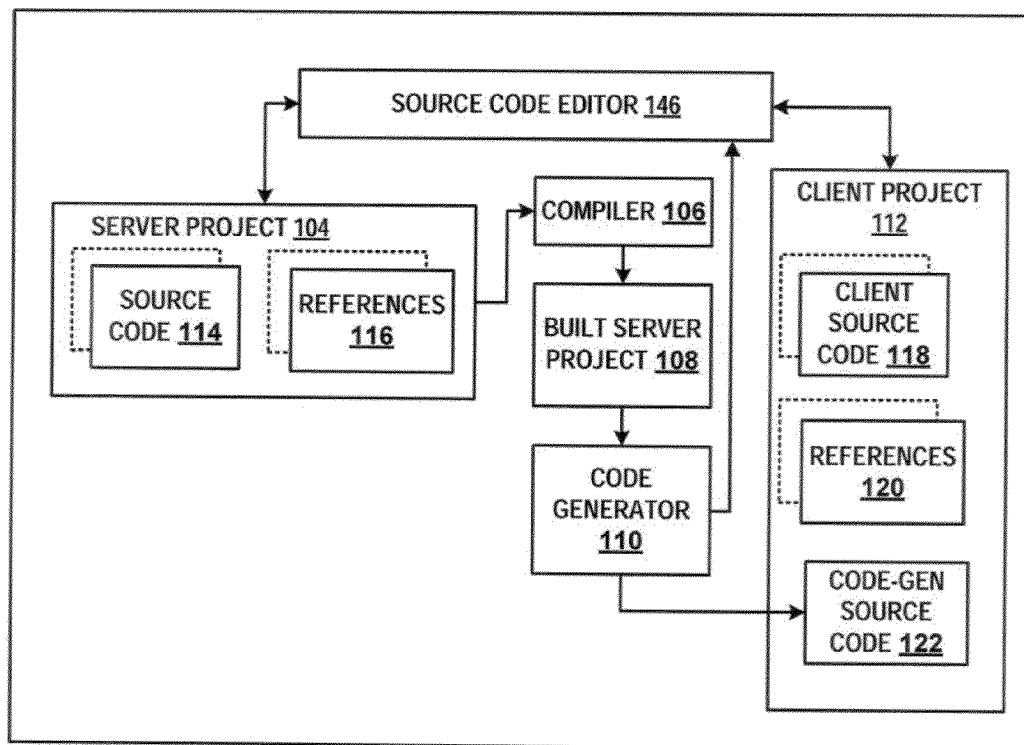 SOURCE CODE EDITOR 146
SERVER PROJECT 104
SOURCE
CODE 114
REFERENCES
116
COMPILER 106
BUILT SERVER
PROJECT 108
CODE
GENERATOR
110
CLIENT PROJECT
112
CLIENT
SOURCE
CODE 118
REFERENCES
120
CODE-GEN
SOURCE
CODE 122